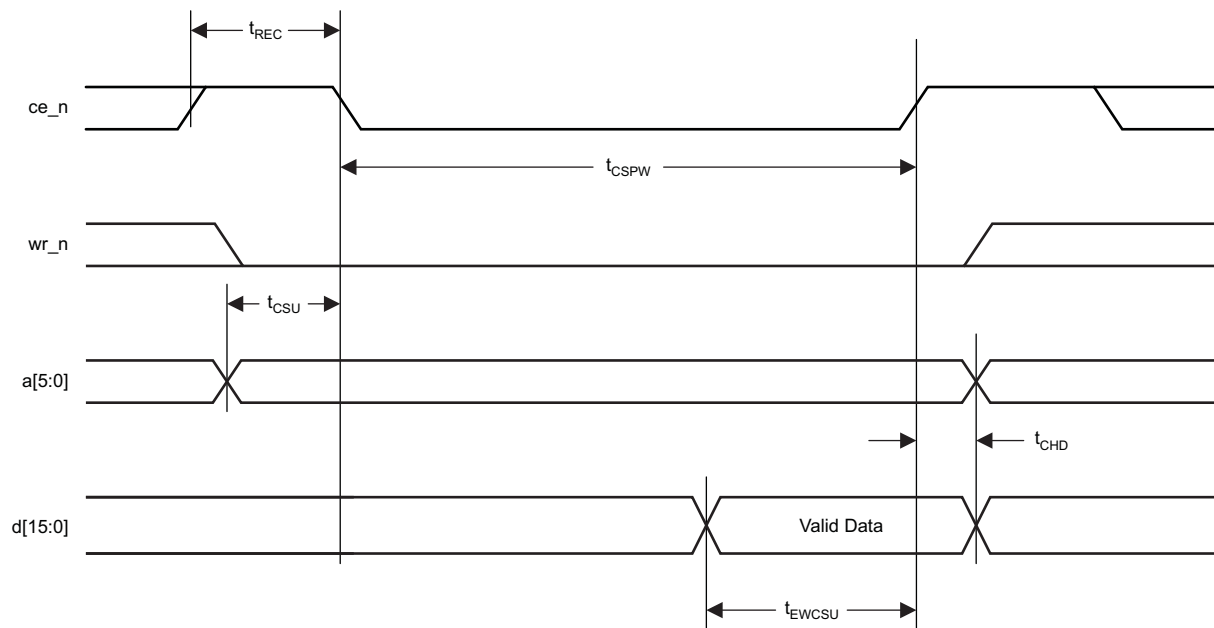 tREC
ce_n
tCSPW
wr_n
tCSU
a[5:0]
tCHD
d[15:0]
Valid Data
tEWCSU